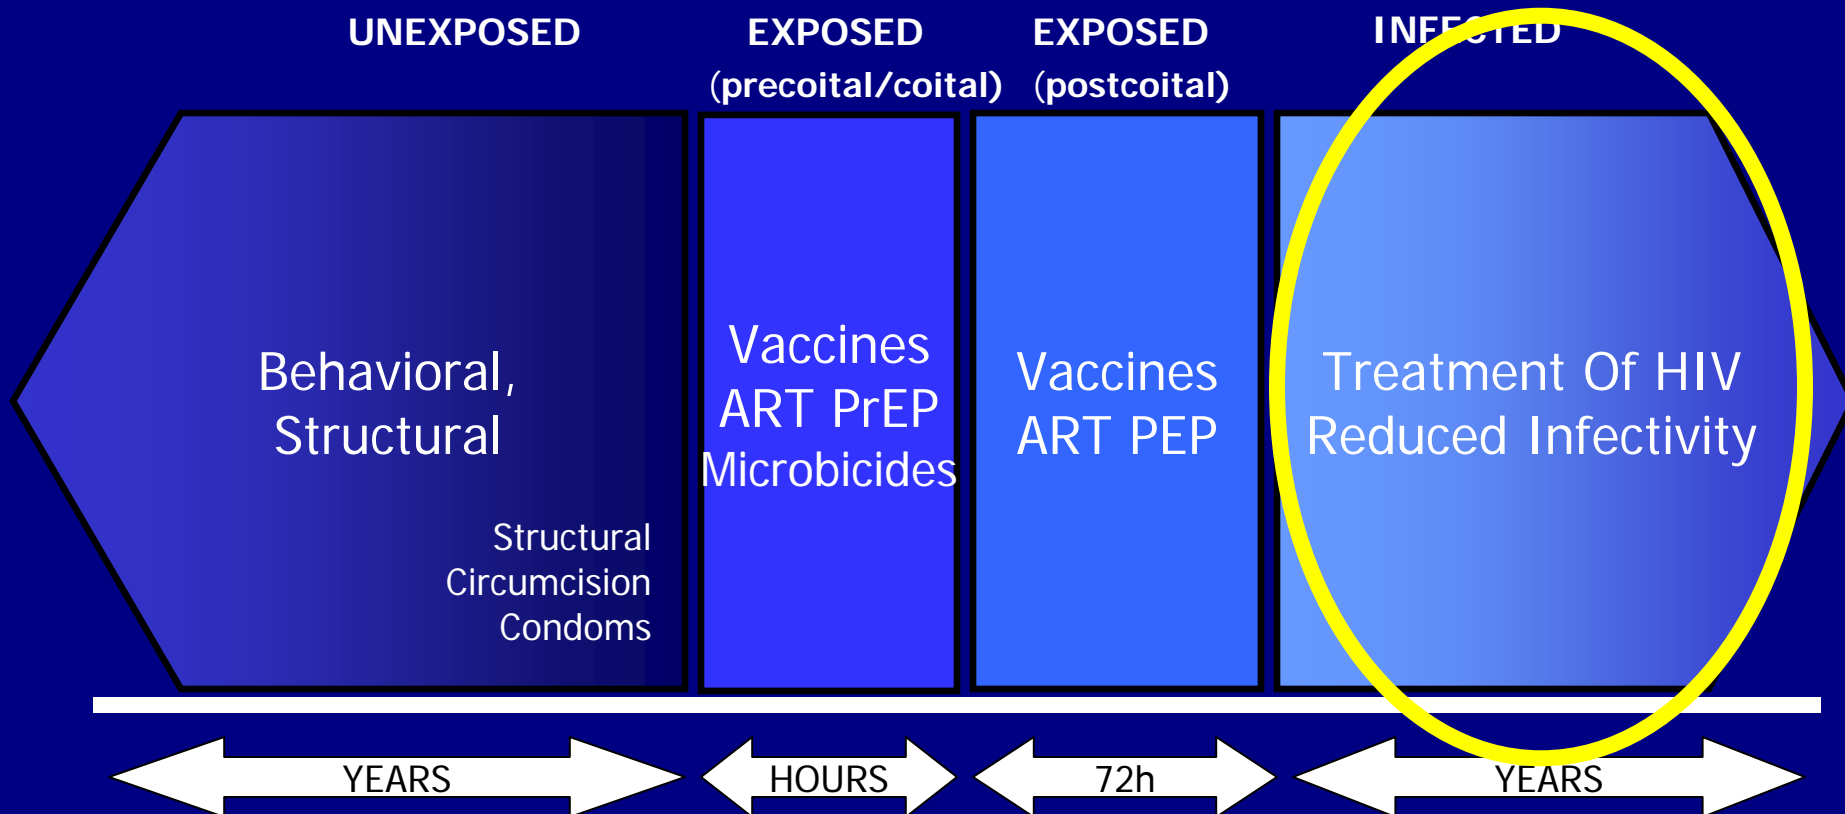 UNEXPOSED
EXPOSED
(precoital/coital)
EXPOSED
(postcoital)
INFECTED
Behavioral,
Structural
Structural
Circumcision
Condoms
Vaccines
ART PrEP
Microbicides
Vaccines
ART PEP
Treatment Of HIV
Reduced Infectivity
YEARS
HOURS
72h
YEARS